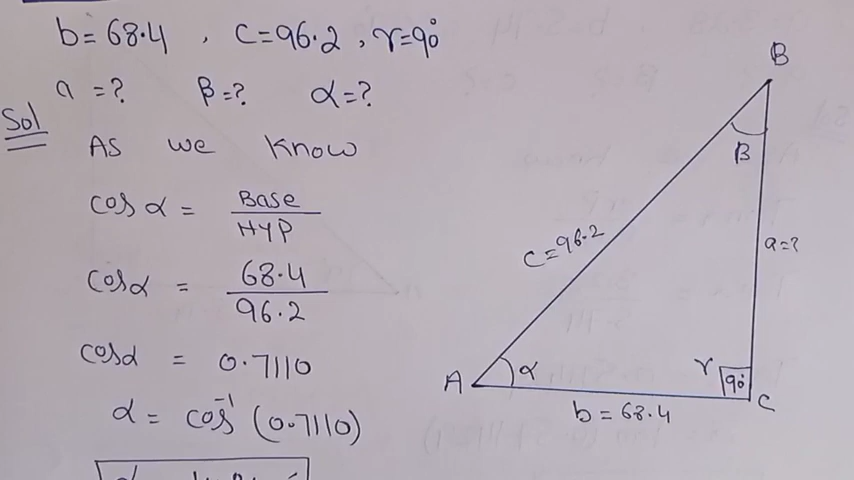 b = 68.4 , c = 96.2 , γ = 90°
a = ? β = ? α = ?
Sol
As we know
cos α = Base / HYP
cos α = 68.4 / 96.2
cos α = 0.7110
α = cos⁻¹ (0.7110)
B
B
c = 96.2
a = ?
A
α
γ
90°
b = 68.4
C